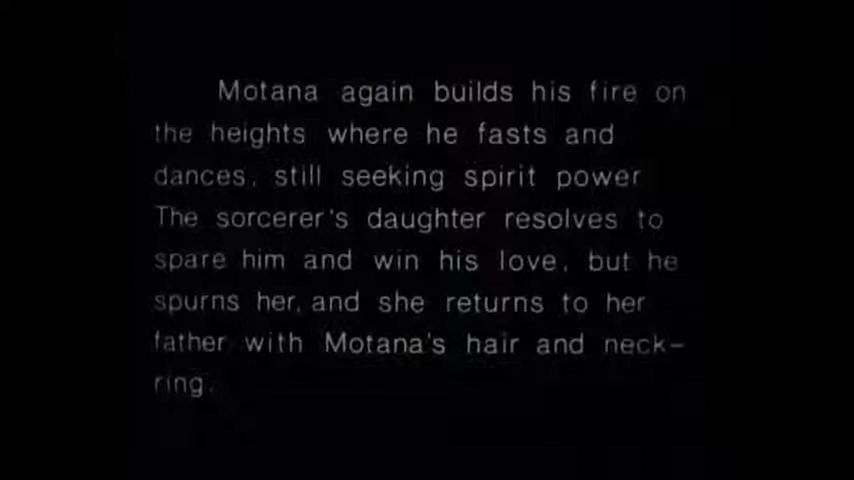 Motana again builds his fire on
the heights where he fasts and
dances, still seeking spirit power
The sorcerer's daughter resolves to
spare him and win his love, but he
spurns her, and she returns to her
father with Motana's hair and neck-
ring.